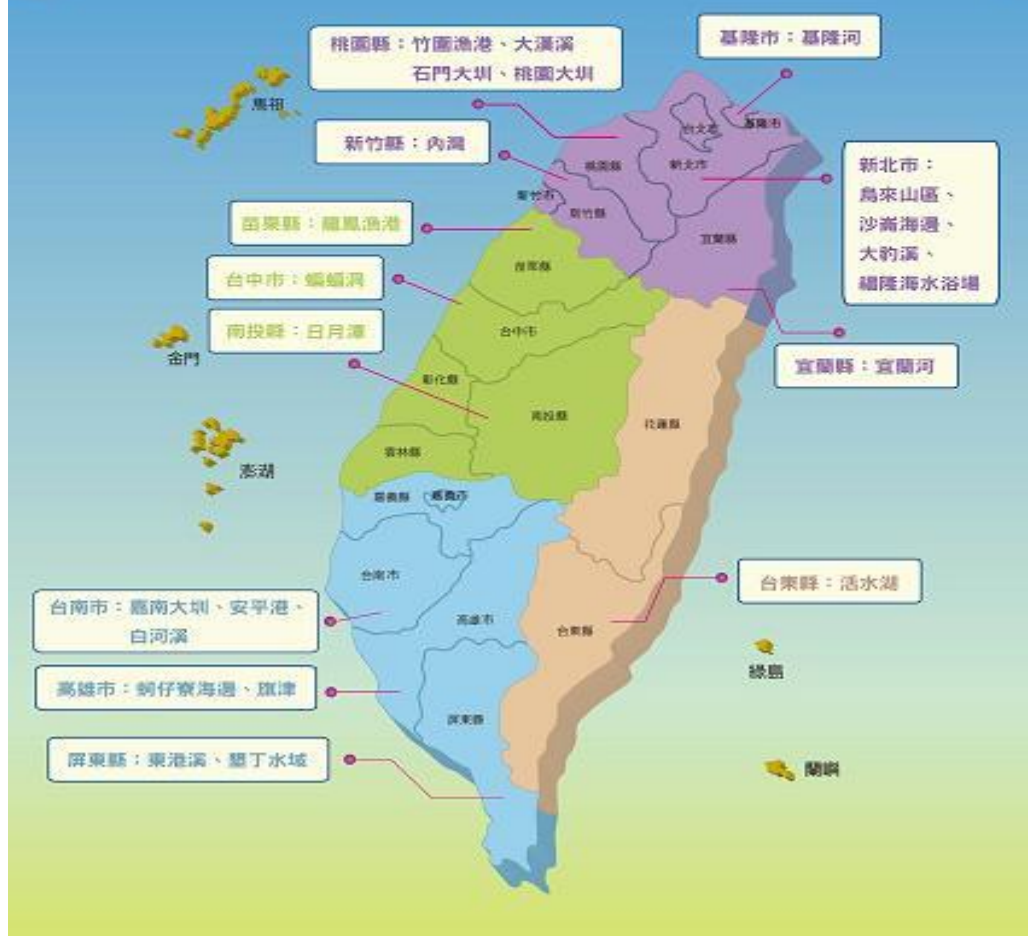 桃園縣：竹圍漁港、大漢溪
石門大圳、桃園大圳
基隆市：基隆河
馬祖
新竹縣：內灣
台北市
基隆市
桃園縣
新北市
新北市：
烏來山區、
沙崙海邊、
大豹溪、
福隆海水浴場
新竹市
新竹縣
宜蘭縣
苗栗縣：龍鳳漁港
苗栗縣
台中市：蝙蝠洞
南投縣：日月潭
台中市
金門
宜蘭縣：宜蘭河
彰化縣
南投縣
花蓮縣
雲林縣
澎湖
嘉義縣
嘉義市
台南市
台東縣：活水湖
台南市：嘉南大圳、安平港、
白河溪
高雄市
台東縣
綠島
高雄市：蚵仔寮海邊、旗津
屏東縣
屏東縣：東港溪、墾丁水域
蘭嶼